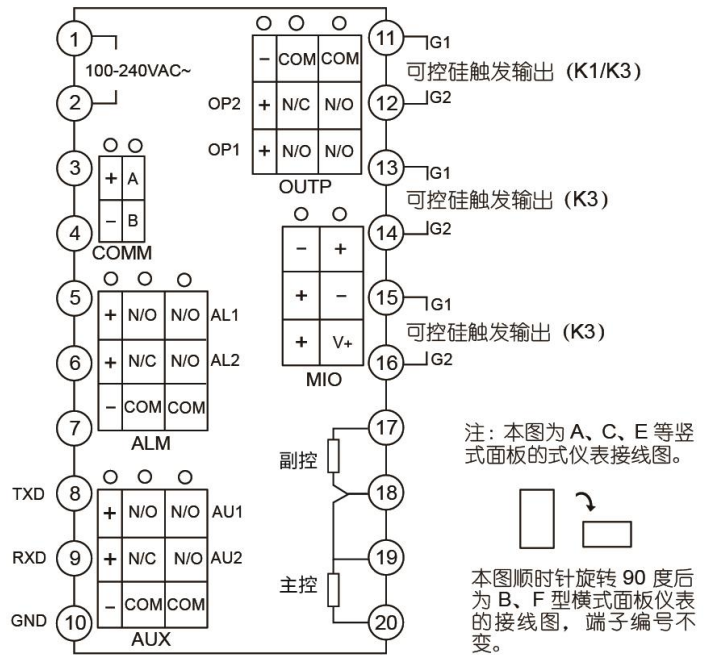 1
100-240VAC~
2
3
+ A
4
− B
COMM
5
+ N/O N/O AL1
6
+ N/C N/O AL2
− COM COM
7
ALM
TXD 8
+ N/O N/O AU1
RXD 9
+ N/C N/O AU2
− COM COM
GND 10
AUX
− COM COM
OP2 + N/C N/O
OP1 + N/O N/O
OUTP
− +
+ −
+ V+
MIO
11 G1
可控硅触发输出（K1/K3）
12 G2
13 G1
可控硅触发输出（K3）
14 G2
15 G1
可控硅触发输出（K3）
16 G2
17
副控
18
19
主控
20
注：本图为 A、C、E 等竖
式面板的式仪表接线图。
本图顺时针旋转 90 度后
为 B、F 型横式面板仪表
的接线图，端子编号不
变。